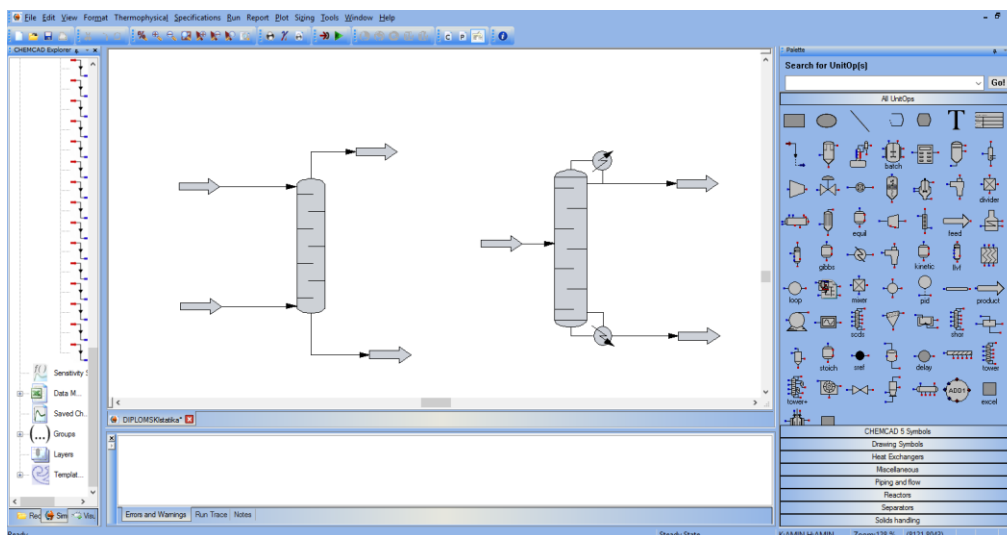 File Edit View Format Thermophysical Specifications Run Report Plot Sizing Tools Window Help
CHEMCAD Explorer
Palette
Search for UnitOp(s)
Go!
All UnitOps
T
batch
divider
equil
feed
gibbs
kinetic
llvf
loop
mixer
pid
product
scds
shor
stoich
sref
delay
tower
tower+
ADD1
excel
Sensitivity S
Data M...
Saved Ch...
Groups
(...)
Layers
Templat...
DIPLOMSKIstatika*
CHEMCAD 5 Symbols
Drawing Symbols
Heat Exchangers
Miscellaneous
Piping and flow
Reactors
Separators
Solids handling
Errors and Warnings Run Trace Notes
Ready
Steady State